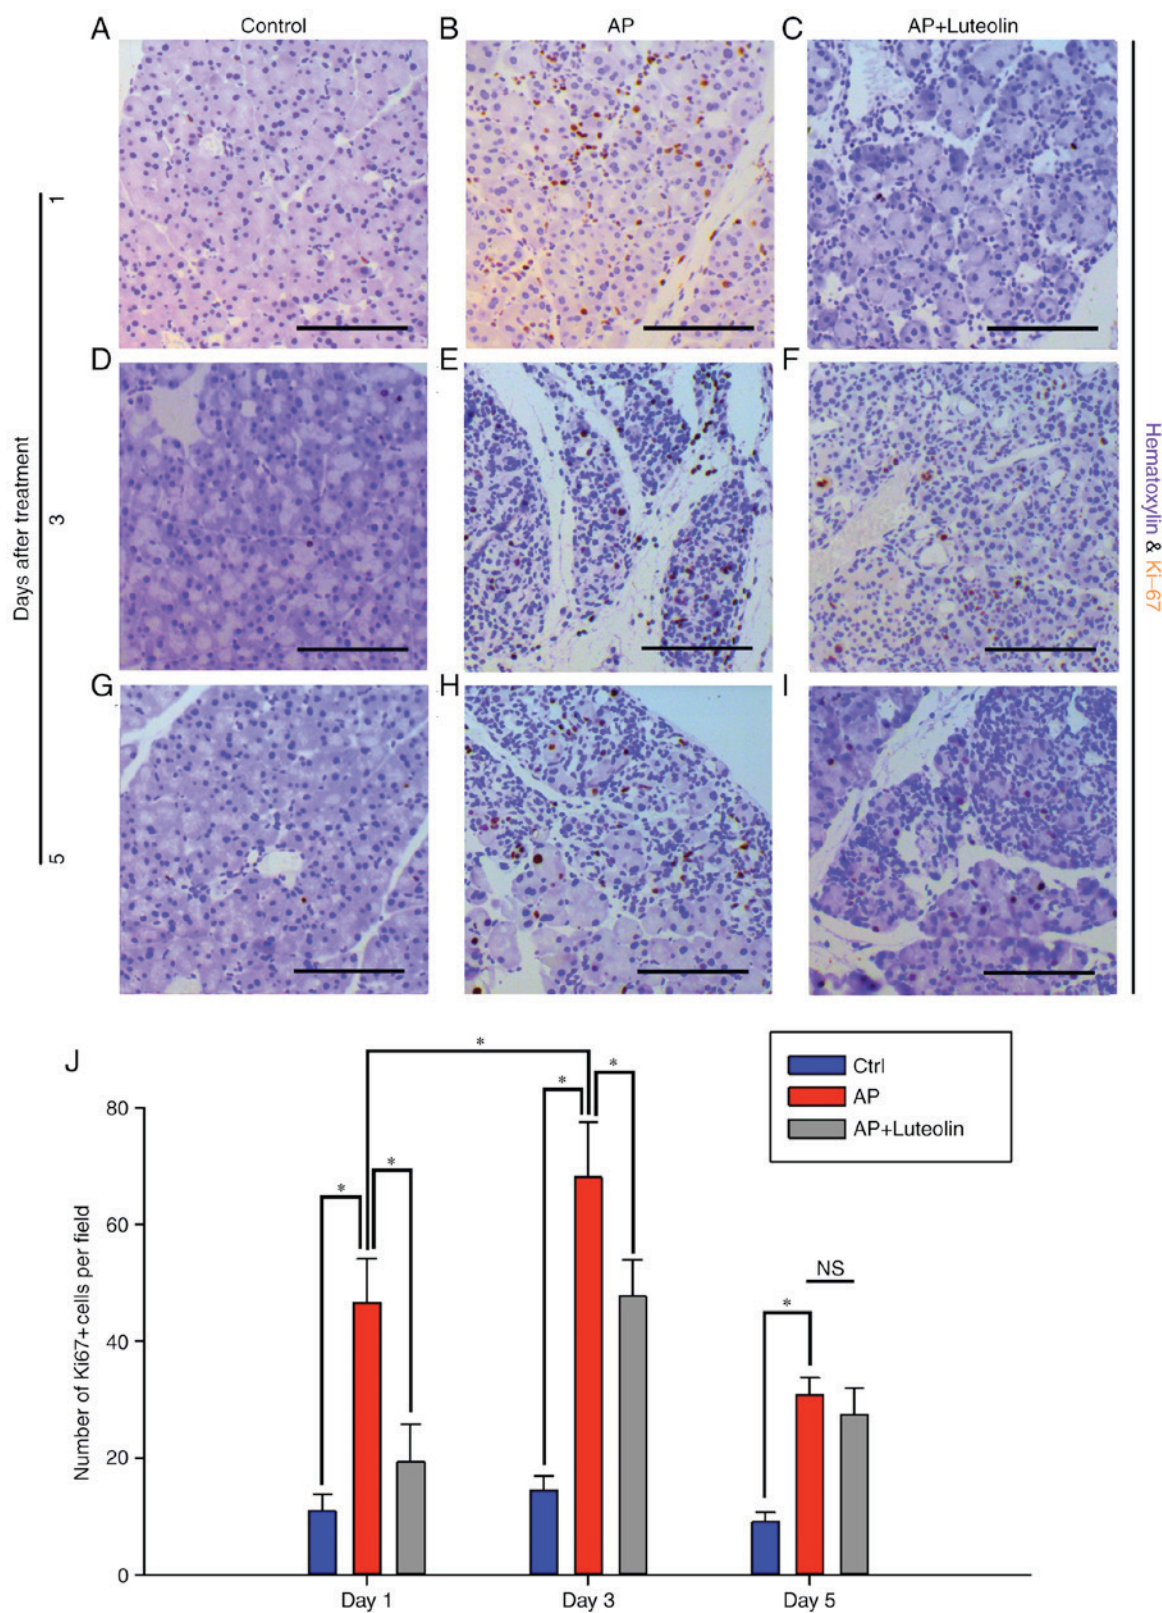 A Control B AP C AP+Luteolin
1
D E F
Days after treatment
3
Hematoxylin & Ki-67
G H I
5
J
* * * * *
80
60
40
20
0
Number of Ki67+cells per field
Ctrl
AP
AP+Luteolin
* NS
Day 1 Day 3 Day 5